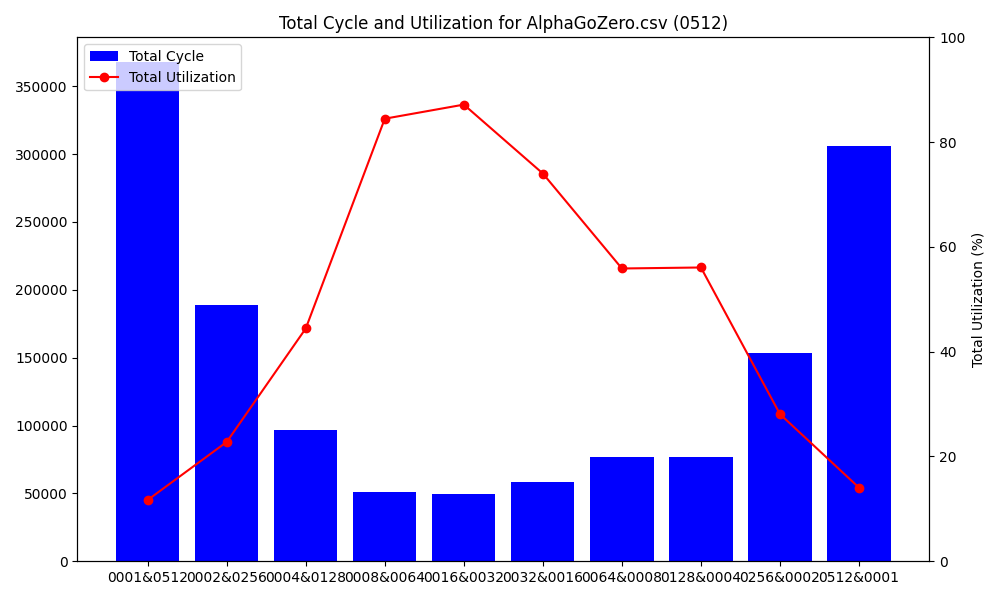 Total Cycle and Utilization for AlphaGoZero.csv (0512)
Total Cycle
Total Utilization
350000
300000
250000
200000
150000
100000
50000
0
100
80
60
40
20
0
Total Utilization (%)
0001&0512 0002&0256 0004&0128 0008&0064 0016&0032 0032&0016 0064&0008 0128&0004 0256&0002 0512&0001